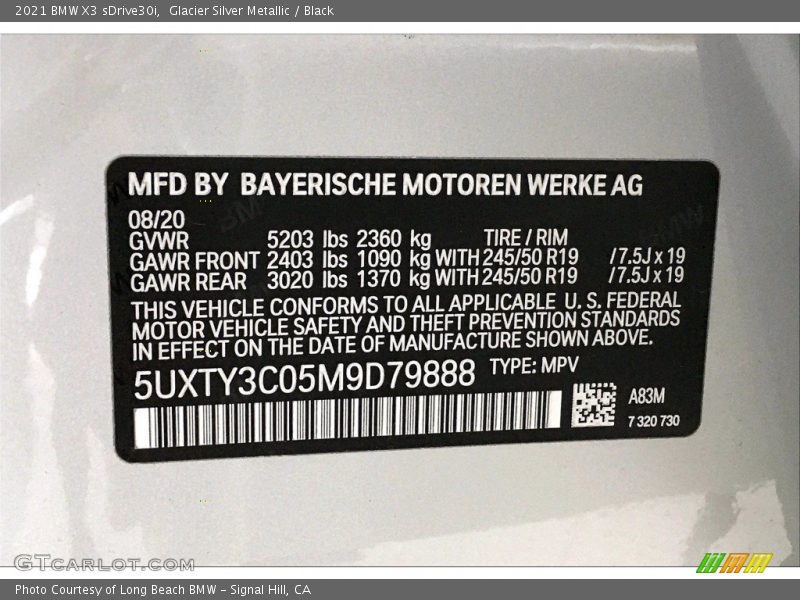 2021 BMW X3 sDrive30i, Glacier Silver Metallic / Black
MFD BY BAYERISCHE MOTOREN WERKE AG
08/20
GVWR 5203 lbs 2360 kg TIRE / RIM
GAWR FRONT 2403 lbs 1090 kg WITH 245/50 R19 /7.5J x 19
GAWR REAR 3020 lbs 1370 kg WITH 245/50 R19 /7.5J x 19
THIS VEHICLE CONFORMS TO ALL APPLICABLE U. S. FEDERAL
MOTOR VEHICLE SAFETY AND THEFT PREVENTION STANDARDS
IN EFFECT ON THE DATE OF MANUFACTURE SHOWN ABOVE.
5UXTY3C05M9D79888 TYPE: MPV
A83M
7 320 730
GTCARLOT.COM
Photo Courtesy of Long Beach BMW – Signal Hill, CA